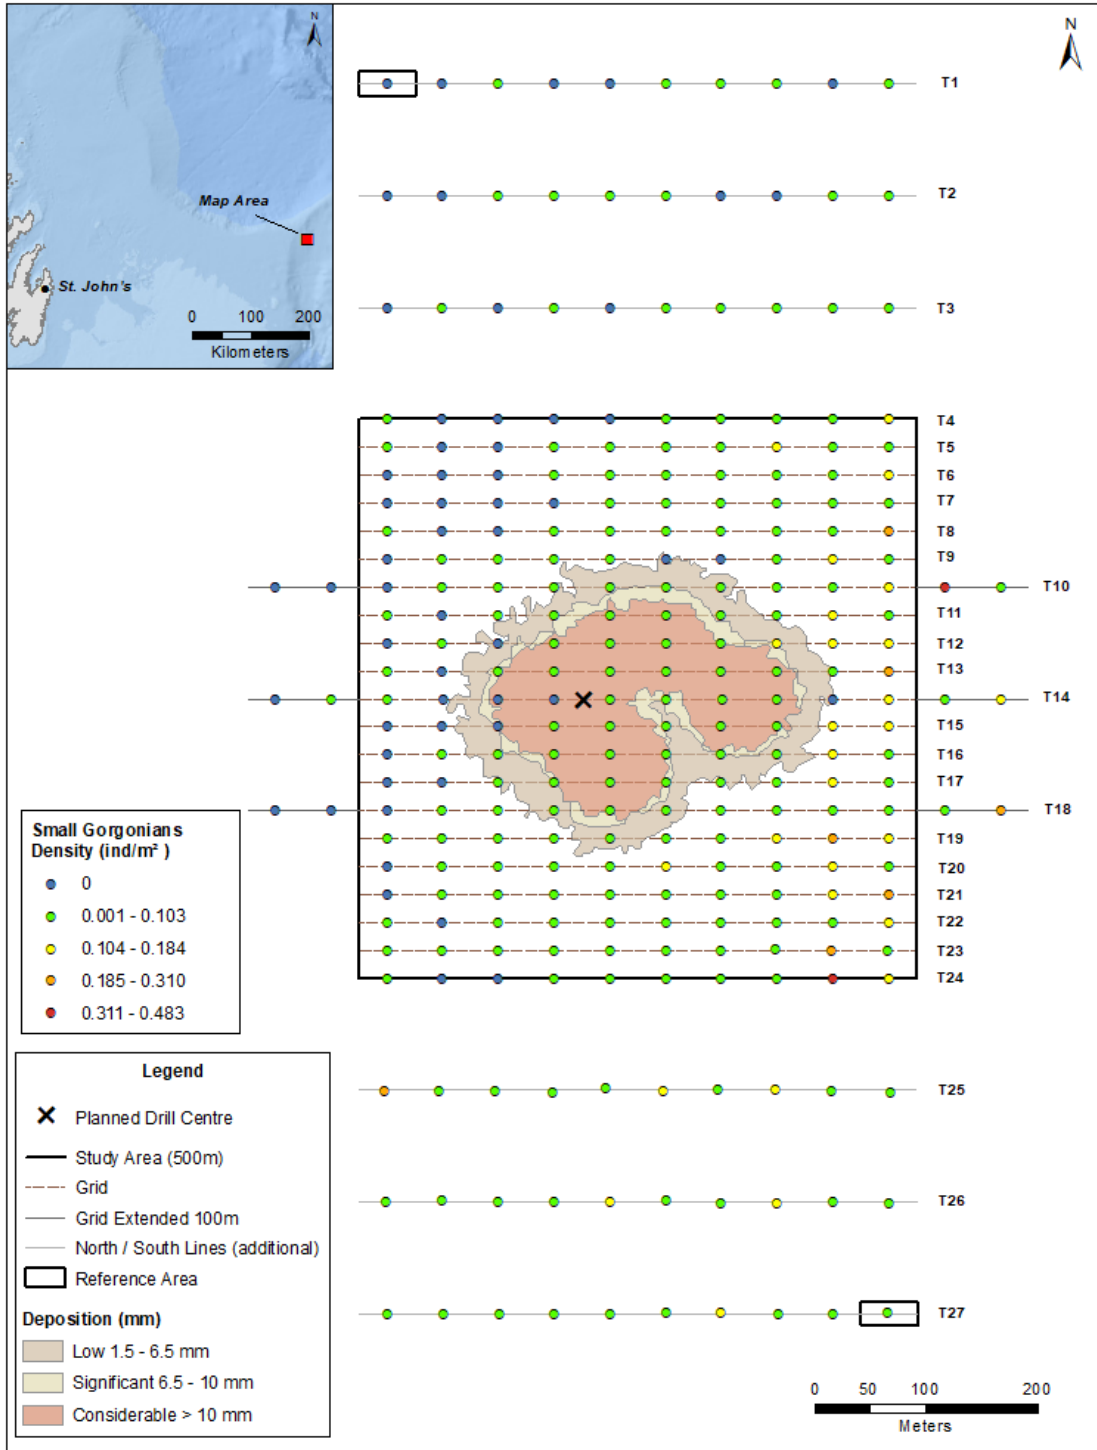 N
N
T1
Map Area
T2
St. John's
0 100 200
Kilometers
T3
T4
T5
T6
T7
T8
T9
T10
T11
T12
T13
T14
T15
T16
T17
T18
Small Gorgonians
Density (ind/m² )
0
0.001 - 0.103
0.104 - 0.184
0.185 - 0.310
0.311 - 0.483
T19
T20
T21
T22
T23
T24
Legend
Planned Drill Centre
Study Area (500m)
Grid
Grid Extended 100m
North / South Lines (additional)
Reference Area
Deposition (mm)
Low 1.5 - 6.5 mm
Significant 6.5 - 10 mm
Considerable > 10 mm
T25
T26
T27
0 50 100 200
Meters